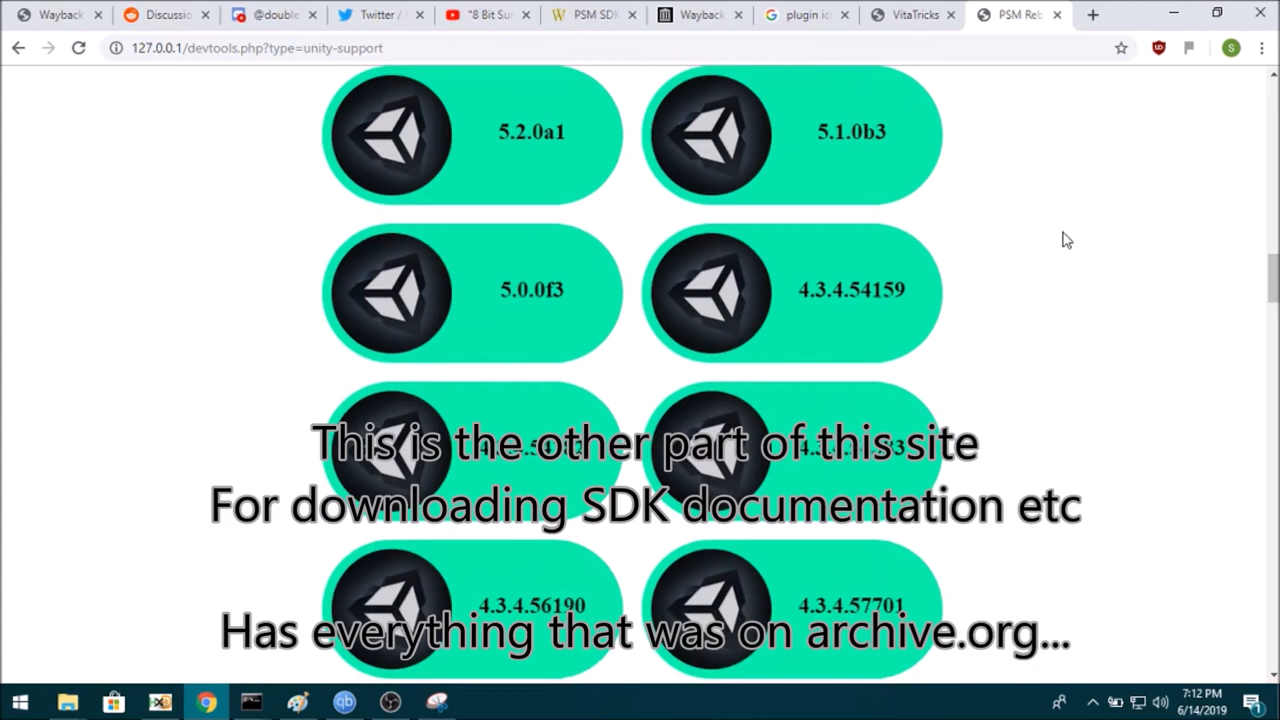 Wayback
Discussio
@double
Twitter /
"8 Bit Su
PSM SDK
Wayback
plugin ic
VitaTricks
PSM Reb
127.0.0.1/devtools.php?type=unity-support
S
5.2.0a1
5.1.0b3
5.0.0f3
4.3.4.54159
This is the other part of this site
For downloading SDK documentation etc
4.3.4.56190
4.3.4.57701
Has everything that was on archive.org...
qb
7:12 PM
6/14/2019
1